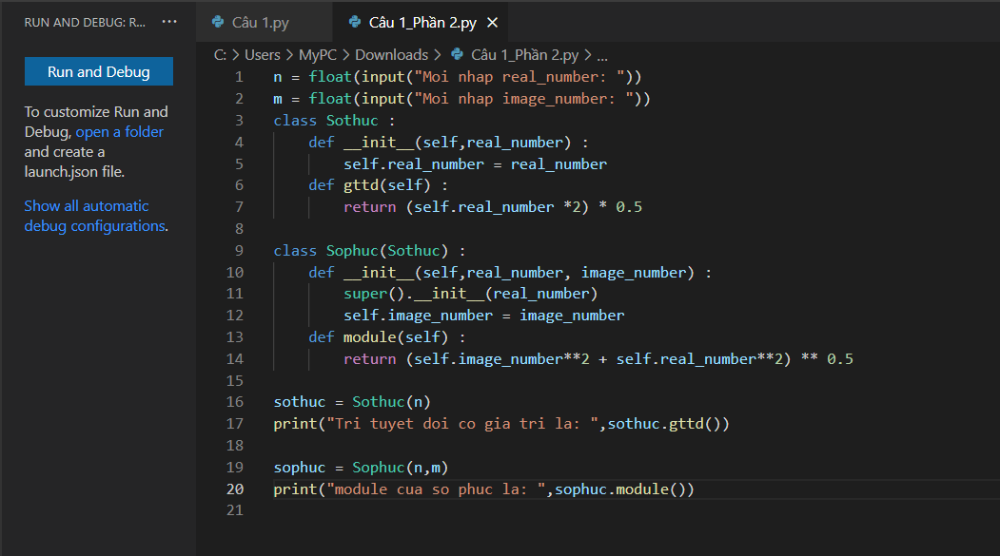 RUN AND DEBUG: R... ···
Run and Debug
To customize Run and
Debug, open a folder
and create a
launch.json file.
Show all automatic
debug configurations.
Câu 1.py Câu 1_Phần 2.py ×
C: > Users > MyPC > Downloads > Câu 1_Phần 2.py > ...
1 n = float(input("Moi nhap real_number: "))
2 m = float(input("Moi nhap image_number: "))
3 class Sothuc :
4     def __init__(self,real_number) :
5         self.real_number = real_number
6     def gttd(self) :
7         return (self.real_number *2) * 0.5
8
9 class Sophuc(Sothuc) :
10     def __init__(self,real_number, image_number) :
11         super().__init__(real_number)
12         self.image_number = image_number
13     def module(self) :
14         return (self.image_number**2 + self.real_number**2) ** 0.5
15
16 sothuc = Sothuc(n)
17 print("Tri tuyet doi co gia tri la: ",sothuc.gttd())
18
19 sophuc = Sophuc(n,m)
20 print("module cua so phuc la: ",sophuc.module())
21